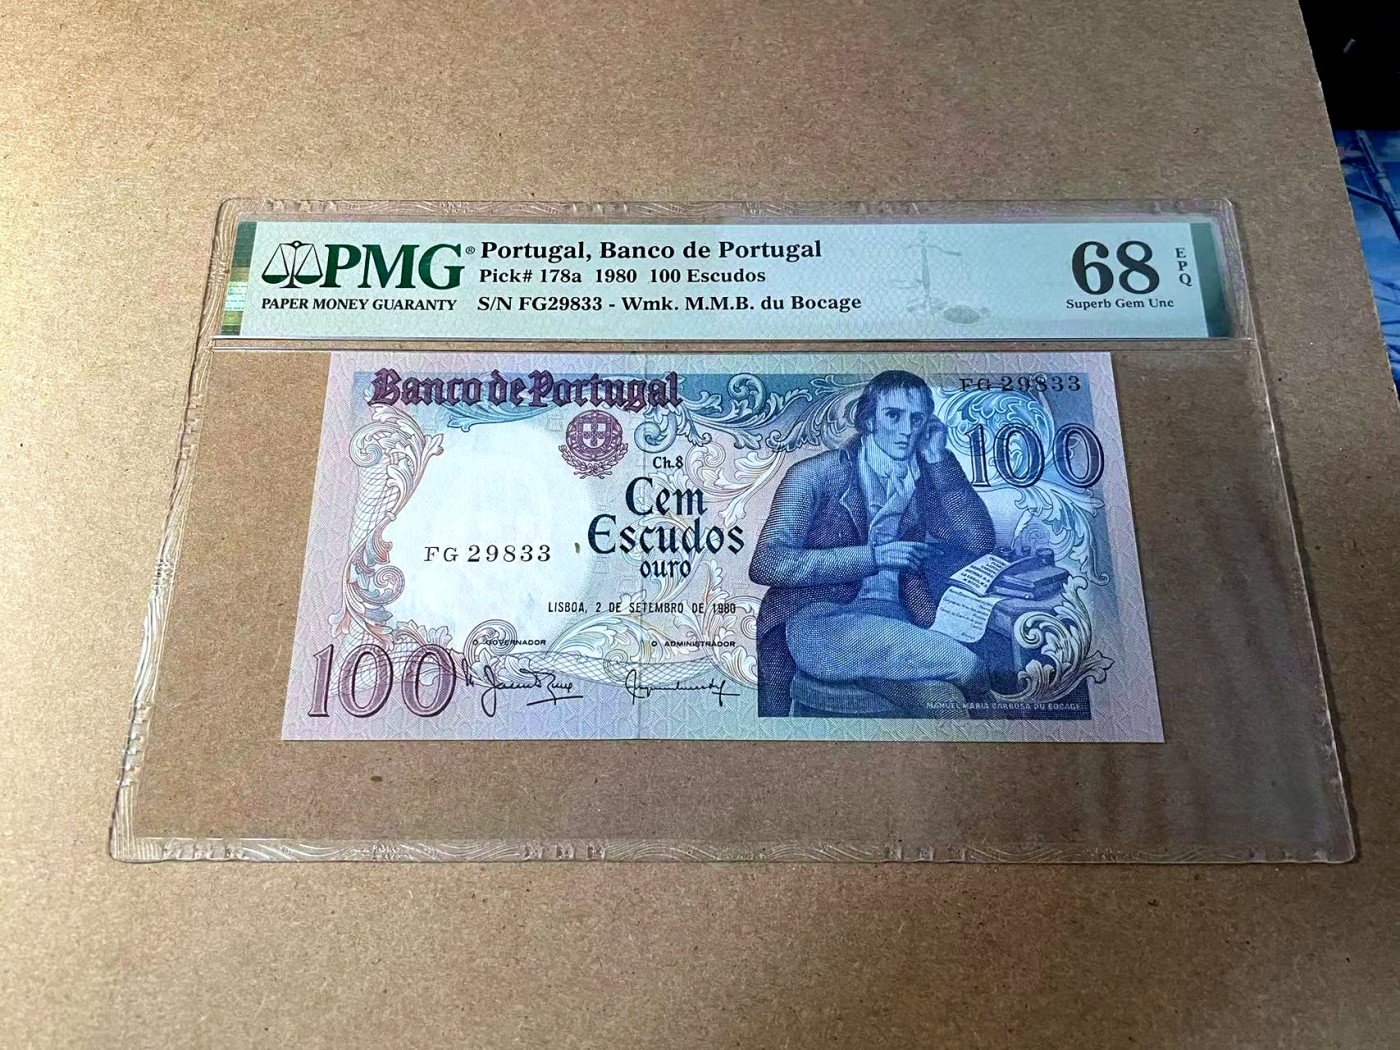 PMG®
PAPER MONEY GUARANTY
Portugal, Banco de Portugal
Pick# 178a 1980 100 Escudos
S/N FG29833 - Wmk. M.M.B. du Bocage
68
EPQ
Superb Gem Unc
Banco de Portugal
FG 29833
100
Ch.8
Cem
Escudos
ouro
FG 29833
LISBOA, 2 DE SETEMBRO DE 1980
O GOVERNADOR
O ADMINISTRADOR
100
MANUEL MARIA BARBOSA DU BOCAGE